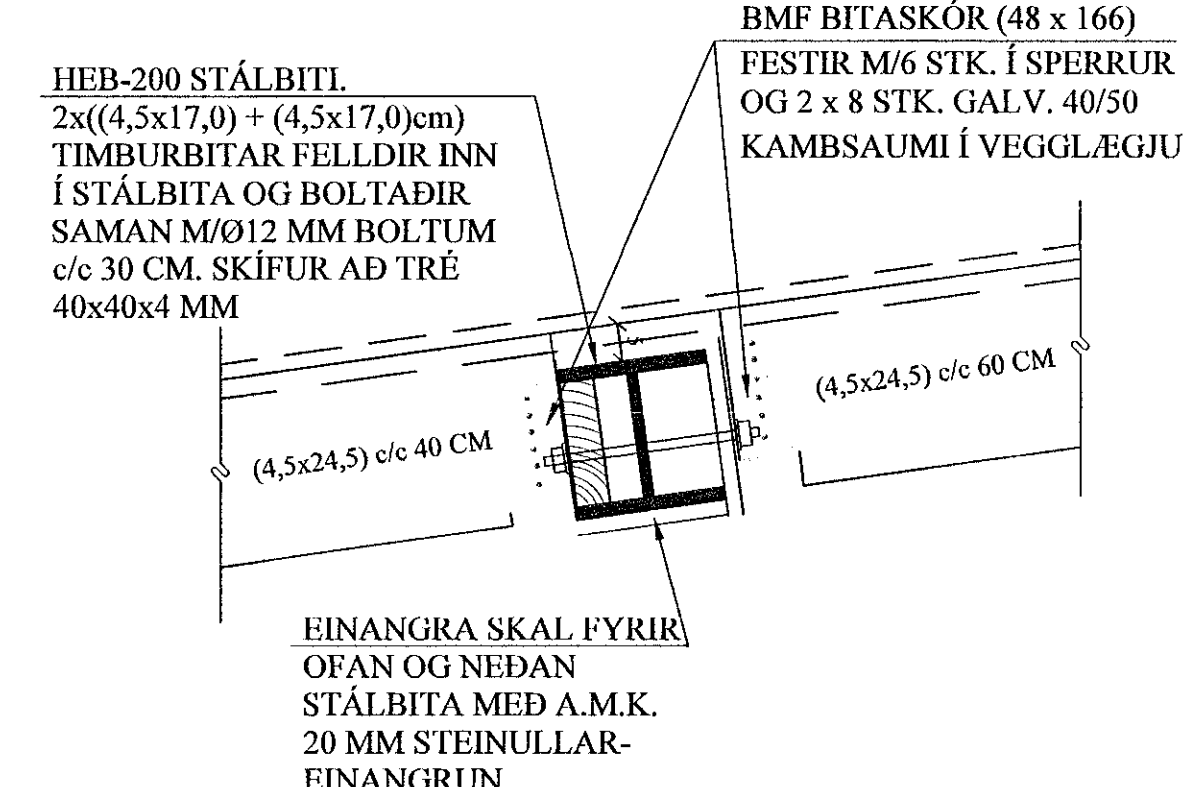 HEB-200 STÁLBITI.
2x((4,5x17,0) + (4,5x17,0)cm)
TIMBURBITAR FELLDIR INN
Í STÁLBITA OG BOLTAÐIR
SAMAN M/Ø12 MM BOLTUM
c/c 30 CM. SKÍFUR AÐ TRÉ
40x40x4 MM
BMF BITASKÓR (48 x 166)
FESTIR M/6 STK. Í SPERRUR
OG 2 x 8 STK. GALV. 40/50
KAMBSAUMI Í VEGGLÆGJU
(4,5x24,5) c/c 40 CM
(4,5x24,5) c/c 60 CM
EINANGRA SKAL FYRIR
OFAN OG NEÐAN
STÁLBITA MEÐ A.M.K.
20 MM STEINULLAR-
EINANGRUN